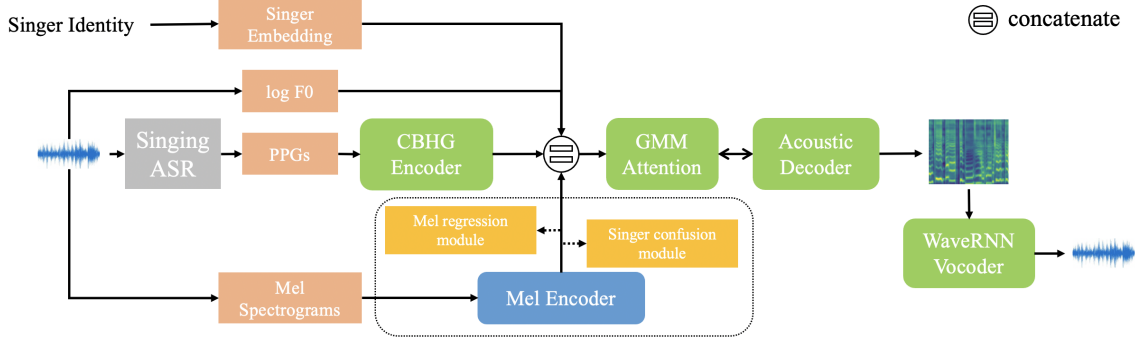 Singer Identity
Singer
Embedding
concatenate
log F0
Singing
ASR
PPGs
CBHG
Encoder
GMM
Attention
Acoustic
Decoder
Mel regression
module
Singer confusion
module
WaveRNN
Vocoder
Mel
Spectrograms
Mel Encoder